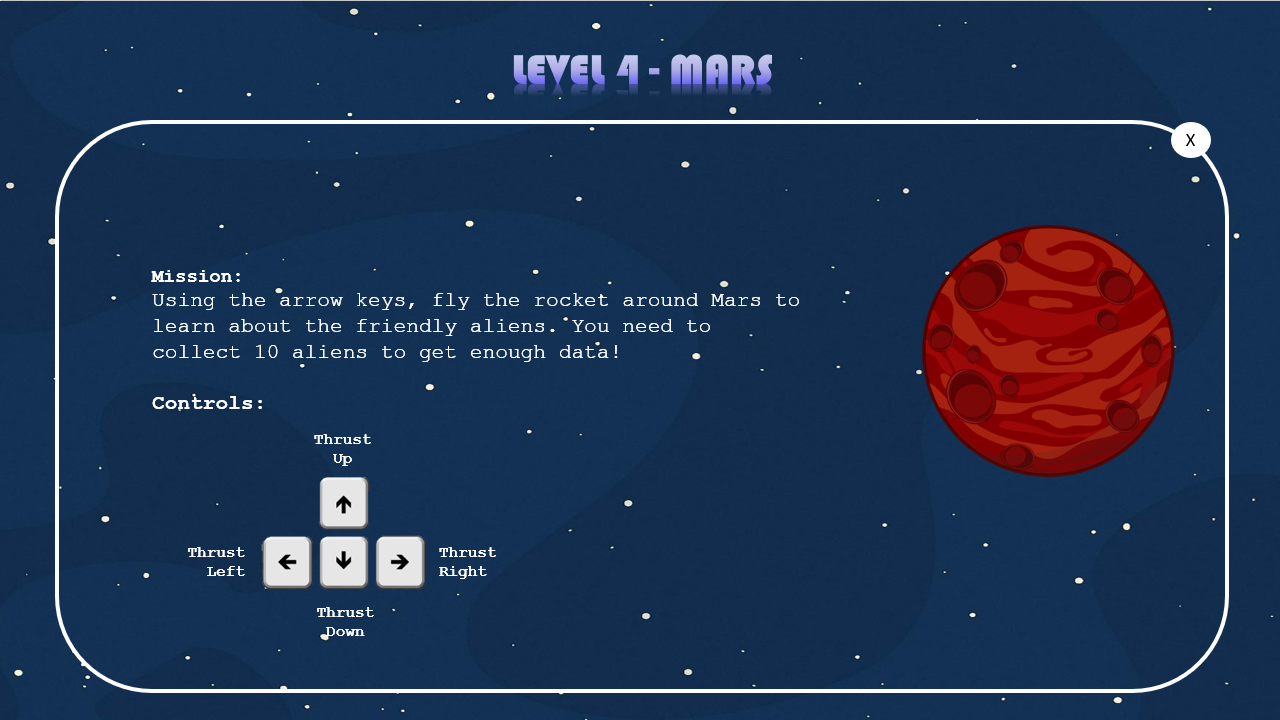 LEVEL 4 - MARS
X
Mission:
Using the arrow keys, fly the rocket around Mars to
learn about the friendly aliens. You need to
collect 10 aliens to get enough data!
Controls:
Thrust
Up
Thrust
Left
Thrust
Right
Thrust
Down